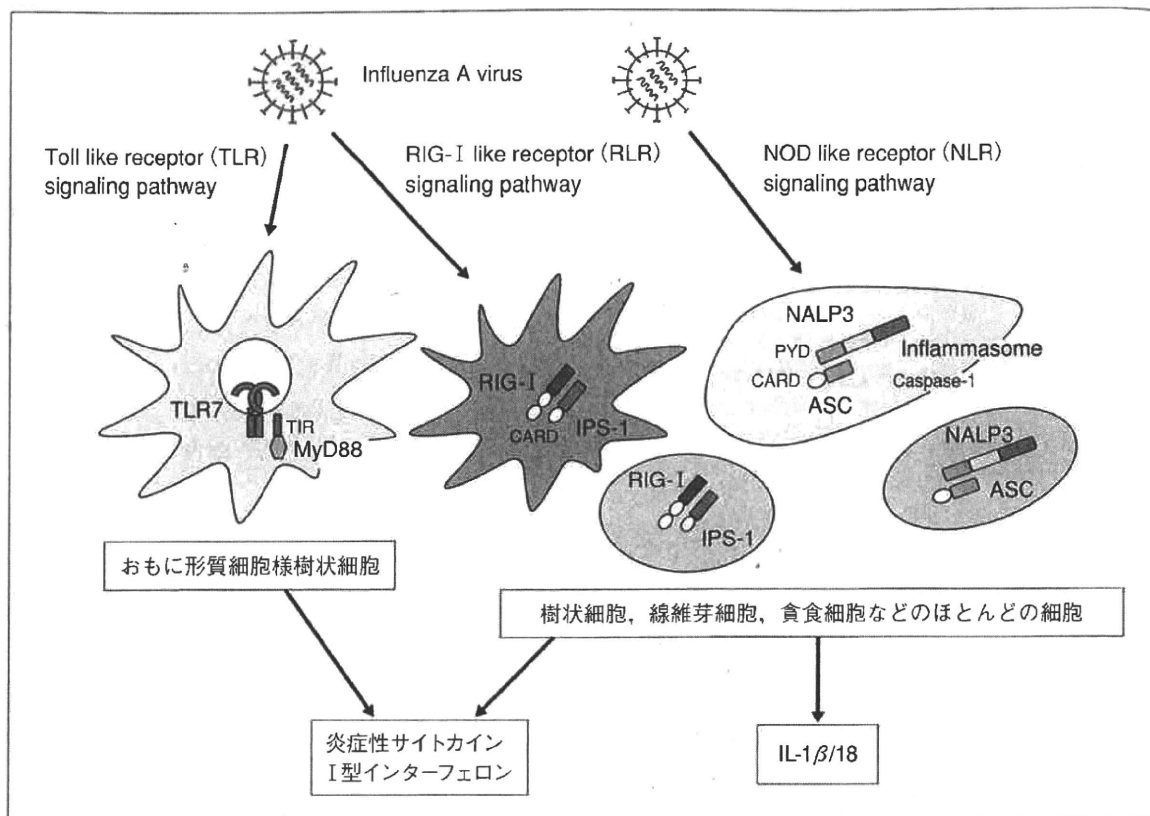 Influenza A virus
Toll like receptor (TLR)
signaling pathway
RIG-I like receptor (RLR)
signaling pathway
NOD like receptor (NLR)
signaling pathway
TLR7
TIR
MyD88
RIG-I
CARD
IPS-1
RIG-I
IPS-1
NALP3
PYD
Inflammasome
CARD
Caspase-1
ASC
NALP3
ASC
おもに形質細胞様樹状細胞
樹状細胞，線維芽細胞，貪食細胞などのほとんどの細胞
炎症性サイトカイン
Ⅰ型インターフェロン
IL-1β/18